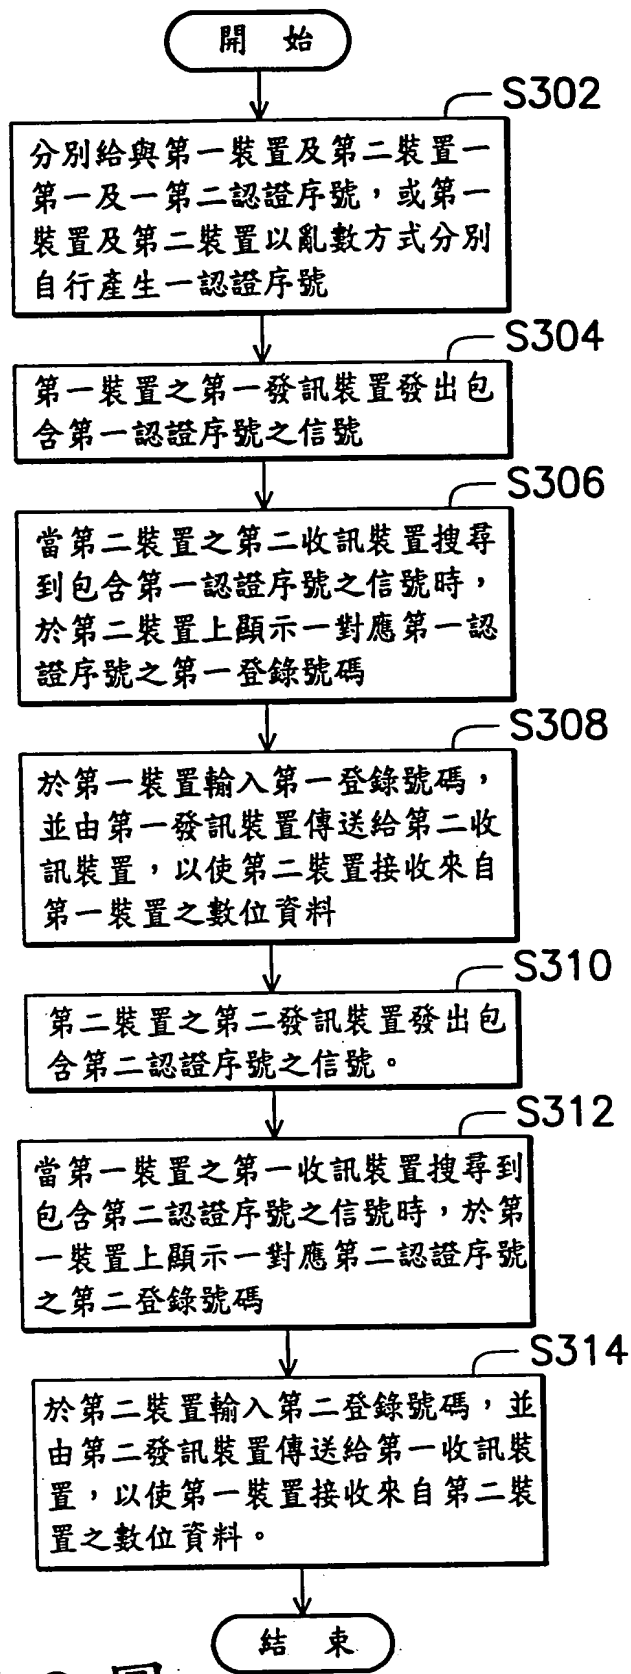 開 始
S302
分別給與第一裝置及第二裝置一
第一及一第二認證序號，或第一
裝置及第二裝置以亂數方式分別
自行產生一認證序號
S304
第一裝置之第一發訊裝置發出包
含第一認證序號之信號
S306
當第二裝置之第二收訊裝置搜尋
到包含第一認證序號之信號時，
於第二裝置上顯示一對應第一認
證序號之第一登錄號碼
S308
於第一裝置輸入第一登錄號碼，
並由第一發訊裝置傳送給第二收
訊裝置，以使第二裝置接收來自
第一裝置之數位資料
S310
第二裝置之第二發訊裝置發出包
含第二認證序號之信號。
S312
當第一裝置之第一收訊裝置搜尋到
包含第二認證序號之信號時，於第
一裝置上顯示一對應第二認證序號
之第二登錄號碼
S314
於第二裝置輸入第二登錄號碼，並
由第二發訊裝置傳送給第一收訊裝
置，以使第一裝置接收來自第二裝
置之數位資料。
結 束
圖